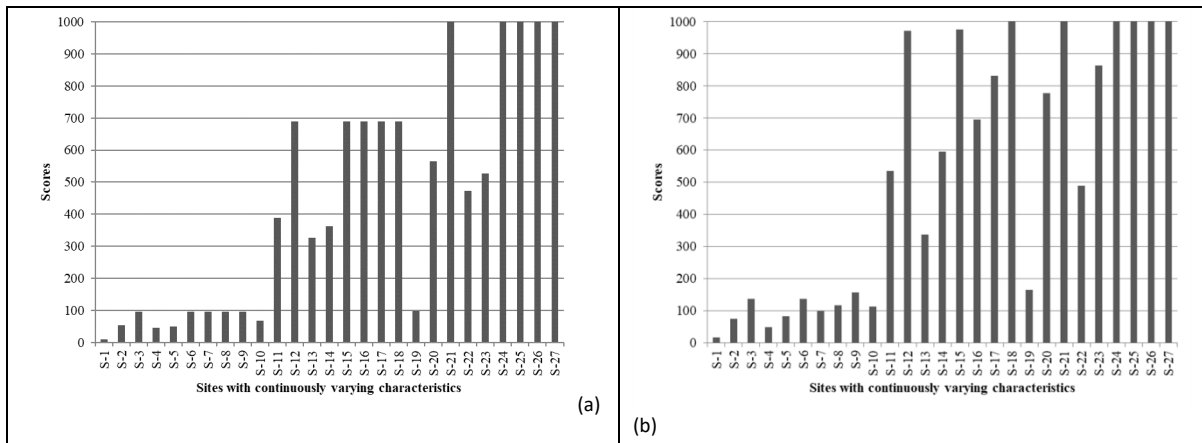 1000
900
800
700
600
500
400
300
200
100
0
Scores
S-1 S-2 S-3 S-4 S-5 S-6 S-7 S-8 S-9 S-10 S-11 S-12 S-13 S-14 S-15 S-16 S-17 S-18 S-19 S-20 S-21 S-22 S-23 S-24 S-25 S-26 S-27
Sites with continuously varying characteristics
(a)
1000
900
800
700
600
500
400
300
200
100
0
Scores
S-1 S-2 S-3 S-4 S-5 S-6 S-7 S-8 S-9 S-10 S-11 S-12 S-13 S-14 S-15 S-16 S-17 S-18 S-19 S-20 S-21 S-22 S-23 S-24 S-25 S-26 S-27
Sites with continuously varying characteristics
(b)